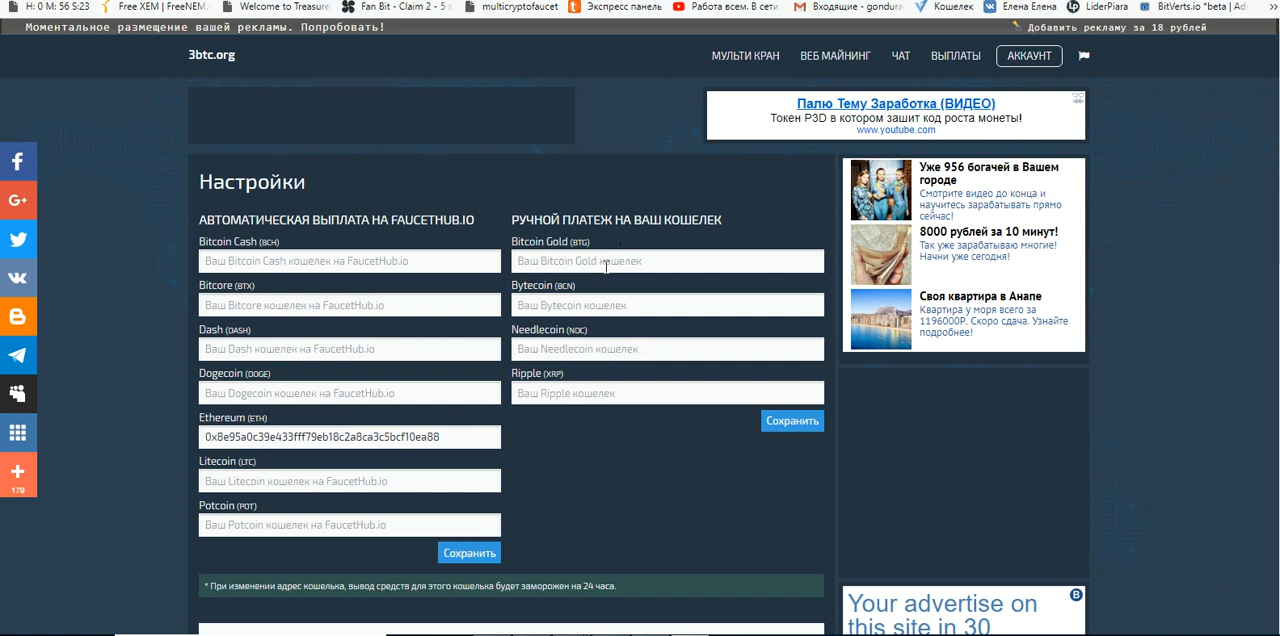 H: 0 M: 56 S:23
Free XEM | FreeNEM.
Welcome to Treasure
Fan Bit - Claim 2 - 5 s
multicryptofaucet
Экспресс панель
Работа всем. В сети
Входящие - gondura
Кошелек
Елена Елена
LiderPiara
BitVerts.io *beta | Ad
Моментальное размещение вашей рекламы. Попробовать!
Добавить рекламу за 18 рублей
3btc.org
МУЛЬТИ КРАН
ВЕБ МАЙНИНГ
ЧАТ
ВЫПЛАТЫ
АККАУНТ
Палю Тему Заработка (ВИДЕО)
Токен P3D в котором зашит код роста монеты!
www.youtube.com
Настройки
АВТОМАТИЧЕСКАЯ ВЫПЛАТА НА FAUCETHUB.IO
Bitcoin Cash (BCH)
Ваш Bitcoin Cash кошелек на FaucetHub.io
Bitcore (BTX)
Ваш Bitcore кошелек на FaucetHub.io
Dash (DASH)
Ваш Dash кошелек на FaucetHub.io
Dogecoin (DOGE)
Ваш Dogecoin кошелек на FaucetHub.io
Ethereum (ETH)
0x8e95a0c39e433fff79eb18c2a8ca3c5bcf10ea88
Litecoin (LTC)
Ваш Litecoin кошелек на FaucetHub.io
Potcoin (POT)
Ваш Potcoin кошелек на FaucetHub.io
Сохранить
РУЧНОЙ ПЛАТЕЖ НА ВАШ КОШЕЛЕК
Bitcoin Gold (BTG)
Ваш Bitcoin Gold кошелек
Bytecoin (BCN)
Ваш Bytecoin кошелек
Needlecoin (NDC)
Ваш Needlecoin кошелек
Ripple (XRP)
Ваш Ripple кошелек
Сохранить
* При изменении адрес кошелька, вывод средств для этого кошелька будет заморожен на 24 часа.
Уже 956 богачей в Вашем
городе
Смотрите видео до конца и
научитесь зарабатывать прямо
сейчас!
8000 рублей за 10 минут!
Так уже зарабатываю многие!
Начни уже сегодня!
Своя квартира в Анапе
Квартира у моря всего за
1196000Р. Скоро сдача. Узнайте
подробнее!
Your advertise on
this site in 30
179